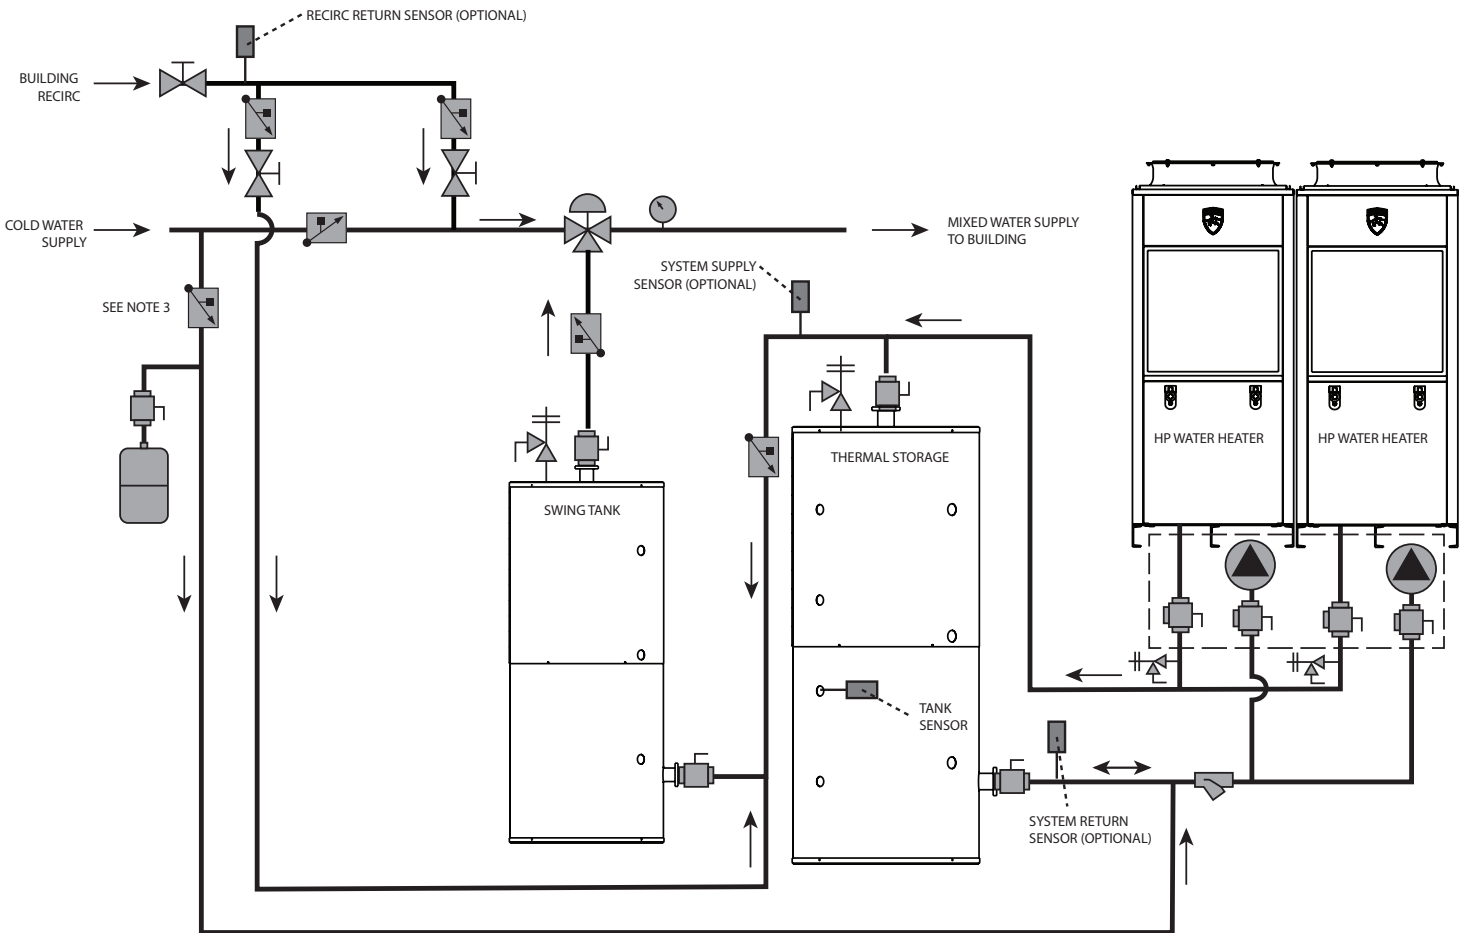 RECIRC RETURN SENSOR (OPTIONAL)
BUILDING
RECIRC
COLD WATER
SUPPLY
MIXED WATER SUPPLY
TO BUILDING
SYSTEM SUPPLY
SENSOR (OPTIONAL)
SEE NOTE 3
HP WATER HEATER
HP WATER HEATER
THERMAL STORAGE
SWING TANK
TANK
SENSOR
SYSTEM RETURN
SENSOR (OPTIONAL)